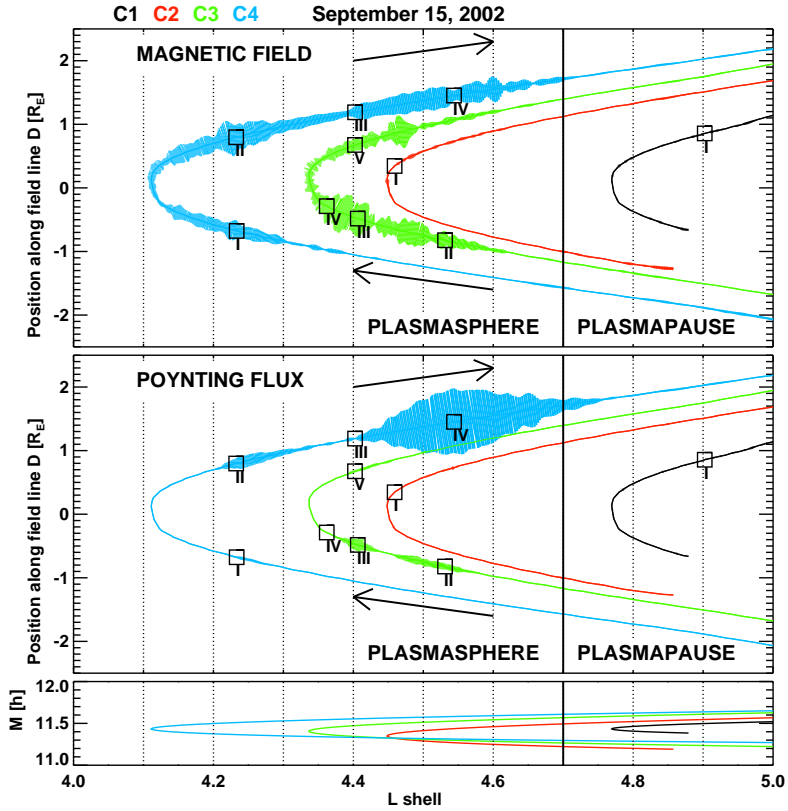 C1 C2 C3 C4 September 15, 2002
MAGNETIC FIELD
Position along field line D [R_E]
2
1
0
-1
-2
II
III
IV
V
I
I
IV
III
I
II
PLASMASPHERE PLASMAPAUSE
POYNTING FLUX
Position along field line D [R_E]
2
1
0
-1
-2
IV
III
II
V
I
I
IV
III
I
II
PLASMASPHERE PLASMAPAUSE
M [h]
12.0
11.5
11.0
4.0 4.2 4.4 4.6 4.8 5.0
L shell